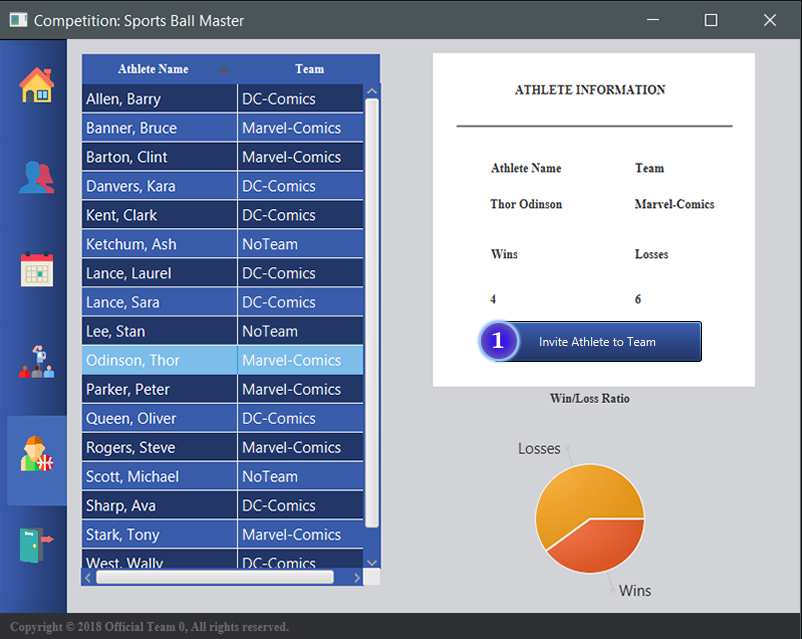 Competition: Sports Ball Master
Athlete Name Team
Allen, Barry DC-Comics
Banner, Bruce Marvel-Comics
Barton, Clint Marvel-Comics
Danvers, Kara DC-Comics
Kent, Clark DC-Comics
Ketchum, Ash NoTeam
Lance, Laurel DC-Comics
Lance, Sara DC-Comics
Lee, Stan NoTeam
Odinson, Thor Marvel-Comics
Parker, Peter Marvel-Comics
Queen, Oliver DC-Comics
Rogers, Steve Marvel-Comics
Scott, Michael NoTeam
Sharp, Ava DC-Comics
Stark, Tony Marvel-Comics
West, Wally DC-Comics
ATHLETE INFORMATION
Athlete Name Team
Thor Odinson Marvel-Comics
Wins Losses
4 6
1 Invite Athlete to Team
Win/Loss Ratio
Losses
Wins
Copyright © 2018 Official Team 0, All rights reserved.